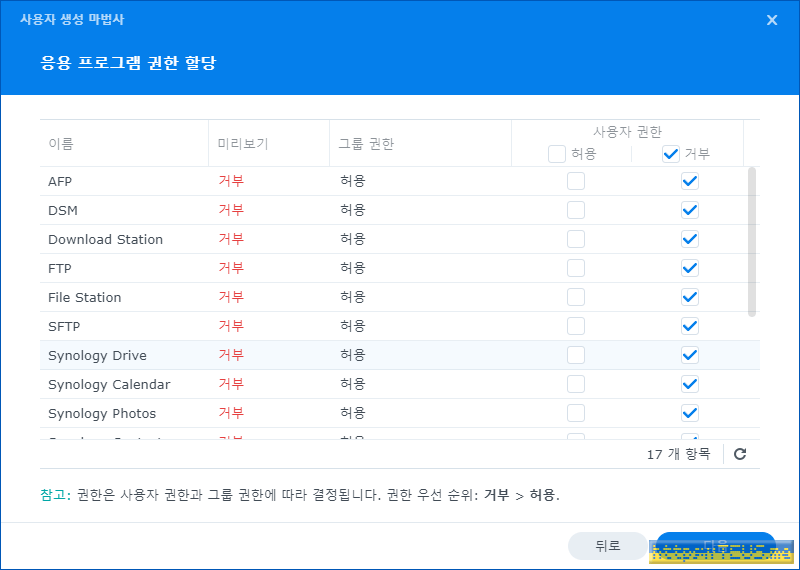 사용자 생성 마법사
응용 프로그램 권한 할당
이름 미리보기 그룹 권한 사용자 권한
허용 거부
AFP 거부 허용
DSM 거부 허용
Download Station 거부 허용
FTP 거부 허용
File Station 거부 허용
SFTP 거부 허용
Synology Drive 거부 허용
Synology Calendar 거부 허용
Synology Photos 거부 허용
17 개 항목
참고: 권한은 사용자 권한과 그룹 권한에 따라 결정됩니다. 권한 우선 순위: 거부 > 허용.
뒤로